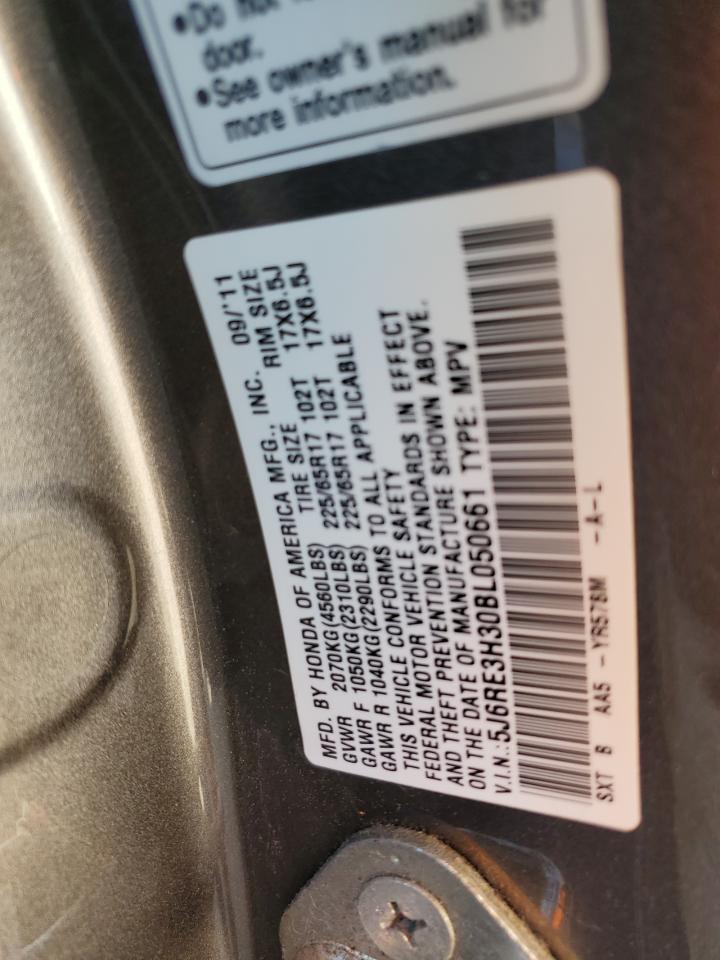 •Do not
door.
•See owner's manual for
more information.
MFD. BY HONDA OF AMERICA MFG., INC. 09/'11
TIRE SIZE RIM SIZE
GVWR 2070KG(4560LBS) 225/65R17 102T 17X6.5J
GAWR F 1050KG(2310LBS) 225/65R17 102T 17X6.5J
GAWR R 1040KG(2290LBS)
THIS VEHICLE CONFORMS TO ALL APPLICABLE
FEDERAL MOTOR VEHICLE SAFETY
AND THEFT PREVENTION STANDARDS IN EFFECT
ON THE DATE OF MANUFACTURE SHOWN ABOVE.
V.I.N.:5J6RE3H30BL050661 TYPE: MPV
SXT B AA5 -YR578M -A-L